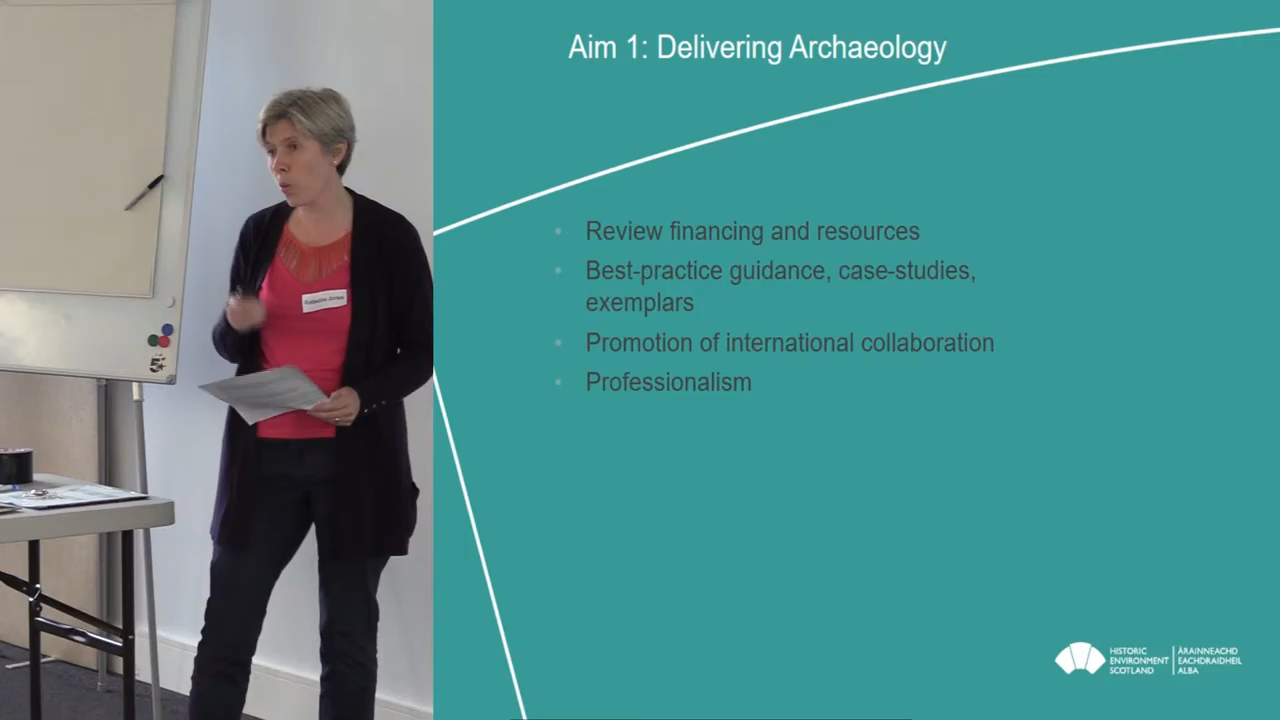 Aim 1: Delivering Archaeology
Review financing and resources
Best-practice guidance, case-studies,
exemplars
Promotion of international collaboration
Professionalism
HISTORIC
ENVIRONMENT
SCOTLAND
ÀRAINNEACHD
EACHDRAIDHEIL
ALBA